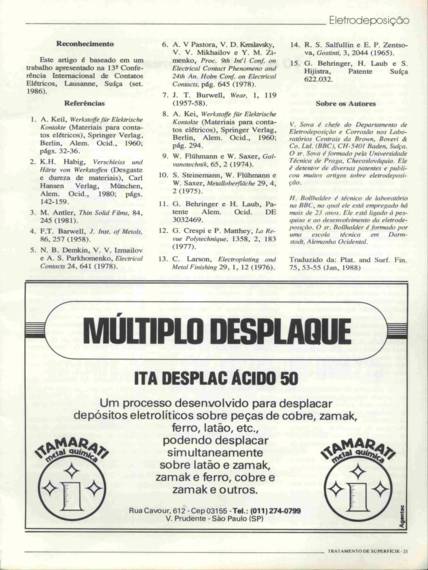 Eletrodeposição
Reconhecimento
Este artigo é baseado em um
trabalho apresentado na 13ª Confe-
rência Internacional de Contatos
Elétricos, Lausanne, Suíça (set.
1986).
Referências
1. A. Keil, Werkstoffe für Elektrische
Kontakte (Materiais para conta-
tos elétricos), Springer Verlag,
Berlin, Alem. Ocid., 1960;
págs. 32-36.
2. K.H. Habig, Verschleiss und
Härte von Werkstoffen (Desgaste
e dureza de materiais), Carl
Hansen Verlag, München,
Alem. Ocid., 1980; págs.
142-159.
3. M. Antler, Thin Solid Films, 84,
245 (1981).
4. F.T. Barwell, J. Inst. of Metals,
86, 257 (1958).
5. N. B. Demkin, V. V. Izmailov
e A. S. Parkhomenko, Electrical
Contacts 24, 641 (1978).
6. A. V Pastora, V. D. Kreslavsky,
V. V. Mikhailov e Y. M. Zi-
menko, Proc. 9th Int'l Conf. on
Electrical Contact Phenomena and
24th An. Holm Conf. on Electrical
Contacts, pág. 645 (1978).
7. J. T. Burwell, Wear, 1, 119
(1957-58).
8. A. Kei, Werkstoffe für Elektrische
Kontakte (Materiais para conta-
tos elétricos), Springer Verlag,
Berlin, Alem. Ocid., 1960;
pág. 294.
9. W. Flühmann e W. Saxer, Gal-
vanotechnik, 65, 2 (1974).
10. S. Steinemann, W. Flühmann e
W. Saxer, Metalloberfläche 29, 4,
2 (1975).
11. G. Behringer e H. Laub, Pa-
tente Alem. Ocid. DE
3032469.
12. G. Crespi e P. Matthey, La Re-
vue Polytechnique, 1358, 2, 183
(1977).
13. C. Larson, Electroplating and
Metal Finishing 29, 1, 12 (1976).
14. R. S. Salfullin e E. P. Zentso-
va, Gostinti, 3, 2044 (1965).
15. G. Behringer, H. Laub e S.
Hijistra, Patente Suíça
622.032.
Sobre os Autores
V. Sova é chefe do Departamento de
Eletrodeposição e Corrosão nos Labo-
ratórios Centrais da Brown, Boveri &
Co. Ltd. (BBC), CH-5401 Baden, Suíça.
O sr. Sova é formado pela Universidade
Técnica de Praga, Checoslováquia. Ele
é detentor de diversas patentes e publi-
cou muitos artigos sobre eletrodeposi-
ção.
H. Bollhalder é técnico de laboratório
na BBC, no qual ele está empregado há
mais de 25 anos. Ele está ligado à pes-
quisa e ao desenvolvimento da eletrode-
posição. O sr. Bollhalder é formado por
uma escola técnica em Darm-
stadt, Alemanha Ocidental.
Traduzido da: Plat. and Surf. Fin.
75, 53-55 (Jan, 1988)
MÚLTIPLO DESPLAQUE
ITA DESPLAC ÁCIDO 50
Um processo desenvolvido para desplacar
depósitos eletrolíticos sobre peças de cobre, zamak,
ferro, latão, etc.,
podendo desplacar
simultaneamente
sobre latão e zamak,
zamak e ferro, cobre e
zamak e outros.
ITAMARATI
metal química
ITAMARATI
metal química
Rua Cavour, 612 - Cep 03155 - Tel.: (011) 274-0799
V. Prudente - São Paulo (SP)
Agentec
TRATAMENTO DE SUPERFÍCIE - 21